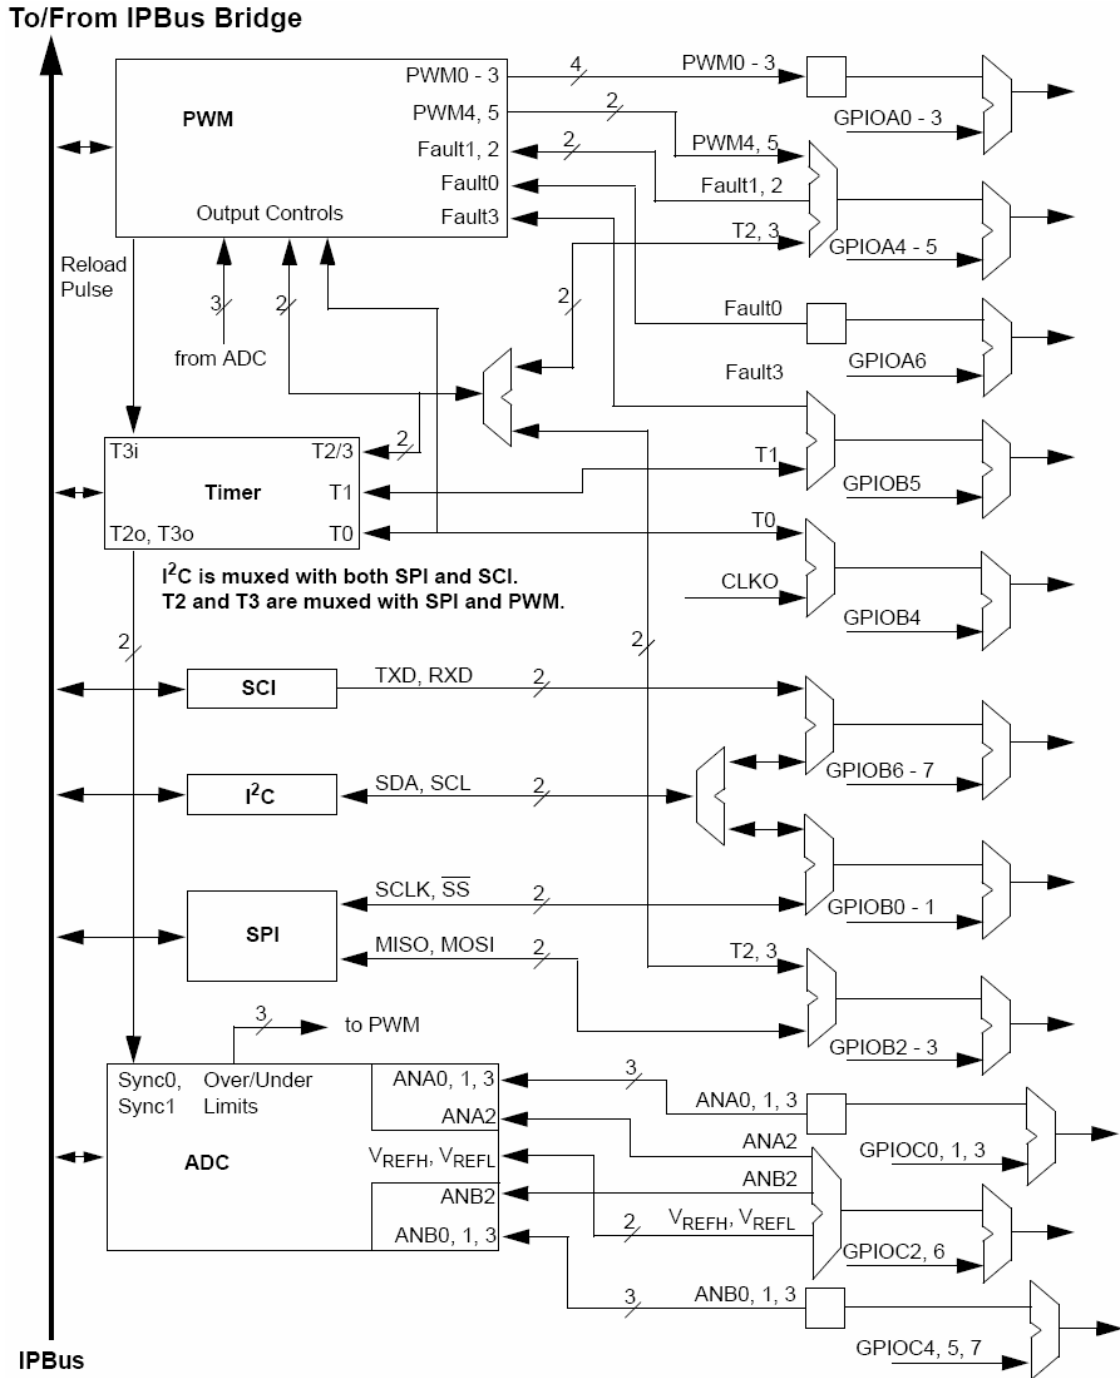 To/From IPBus Bridge
PWM
PWM0 - 3
4
PWM0 - 3
GPIOA0 - 3
PWM4, 5
2
PWM4, 5
Fault1, 2
2
Fault1, 2
Fault0
Fault3
Output Controls
T2, 3
GPIOA4 - 5
Reload
Pulse
3
2
2
from ADC
Fault0
GPIOA6
Fault3
T3i
T2/3
2
Timer
T1
T1
GPIOB5
T2o, T3o
T0
T0
CLKO
GPIOB4
I2C is muxed with both SPI and SCI.
T2 and T3 are muxed with SPI and PWM.
2
2
SCI
TXD, RXD
2
GPIOB6 - 7
I2C
SDA, SCL
2
SPI
SCLK, SS
2
GPIOB0 - 1
MISO, MOSI
2
T2, 3
GPIOB2 - 3
3
to PWM
Sync0,
Sync1
Over/Under
Limits
ADC
ANA0, 1, 3
3
ANA0, 1, 3
GPIOC0, 1, 3
ANA2
ANA2
VREFH, VREFL
ANB2
ANB2
2
VREFH, VREFL
GPIOC2, 6
ANB0, 1, 3
3
ANB0, 1, 3
GPIOC4, 5, 7
IPBus